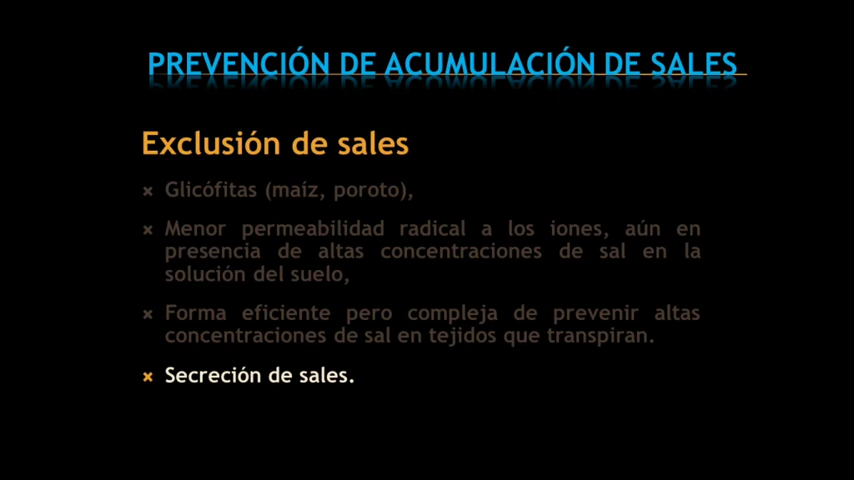 PREVENCIÓN DE ACUMULACIÓN DE SALES
Exclusión de sales
Glicófitas (maíz, poroto),
Menor permeabilidad radical a los iones, aún en
presencia de altas concentraciones de sal en la
solución del suelo,
Forma eficiente pero compleja de prevenir altas
concentraciones de sal en tejidos que transpiran.
Secreción de sales.